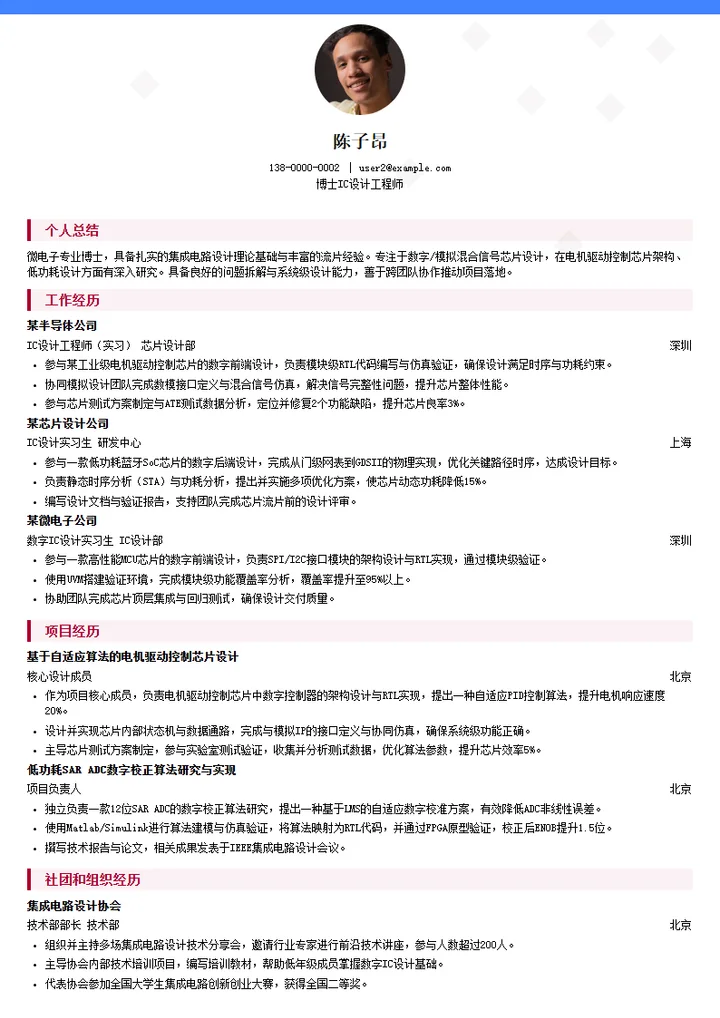 陈子昂
138-0000-0002 | user2@example.com
博士IC设计工程师
个人总结
微电子专业博士，具备扎实的集成电路设计理论基础与丰富的流片经验。专注于数字/模拟混合信号芯片设计，在电机驱动控制芯片架构、
低功耗设计方面有深入研究。具备良好的问题拆解与系统级设计能力，善于跨团队协作推动项目落地。
工作经历
某半导体公司
IC设计工程师（实习） 芯片设计部 深圳
• 参与某工业级电机驱动控制芯片的数字前端设计，负责模块级RTL代码编写与仿真验证，确保设计满足时序与功耗约束。
• 协同模拟设计团队完成数模接口定义与混合信号仿真，解决信号完整性问题，提升芯片整体性能。
• 参与芯片测试方案制定与ATE测试数据分析，定位并修复2个功能缺陷，提升芯片良率3%。
某芯片设计公司
IC设计实习生 研发中心 上海
• 参与一款低功耗蓝牙SoC芯片的数字后端设计，完成从门级网表到GDSII的物理实现，优化关键路径时序，达成设计目标。
• 负责静态时序分析（STA）与功耗分析，提出并实施多项优化方案，使芯片动态功耗降低15%。
• 编写设计文档与验证报告，支持团队完成芯片流片前的设计评审。
某微电子公司
数字IC设计实习生 IC设计部 深圳
• 参与一款高性能MCU芯片的数字前端设计，负责SPI/I2C接口模块的架构设计与RTL实现，通过模块级验证。
• 使用UVM搭建验证环境，完成模块级功能覆盖率分析，覆盖率提升至95%以上。
• 协助团队完成芯片顶层集成与回归测试，确保设计交付质量。
项目经历
基于自适应算法的电机驱动控制芯片设计
核心设计成员 北京
• 作为项目核心成员，负责电机驱动控制芯片中数字控制器的架构设计与RTL实现，提出一种自适应PID控制算法，提升电机响应速度
20%。
• 设计并实现芯片内部状态机与数据通路，完成与模拟IP的接口定义与协同仿真，确保系统级功能正确。
• 主导芯片测试方案制定，参与实验室测试验证，收集并分析测试数据，优化算法参数，提升芯片效率5%。
低功耗SAR ADC数字校正算法研究与实现
项目负责人 北京
• 独立负责一款12位SAR ADC的数字校正算法研究，提出一种基于LMS的自适应数字校准方案，有效降低ADC非线性误差。
• 使用Matlab/Simulink进行算法建模与仿真验证，将算法映射为RTL代码，并通过FPGA原型验证，校正后ENOB提升1.5位。
• 撰写技术报告与论文，相关成果发表于IEEE集成电路设计会议。
社团和组织经历
集成电路设计协会
技术部部长 技术部 北京
• 组织并主持多场集成电路设计技术分享会，邀请行业专家进行前沿技术讲座，参与人数超过200人。
• 主导协会内部技术培训项目，编写培训教材，帮助低年级成员掌握数字IC设计基础。
• 代表协会参加全国大学生集成电路创新创业大赛，获得全国二等奖。